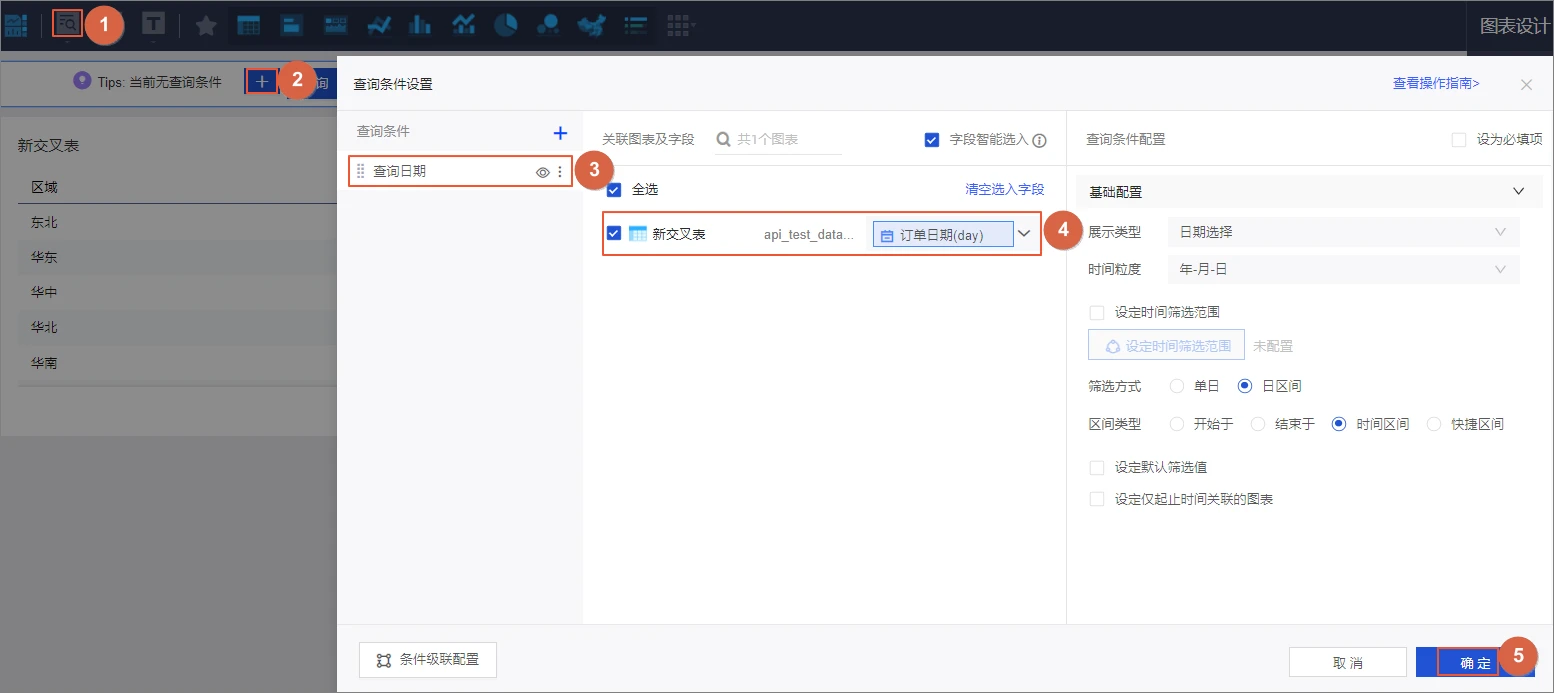 1
T
图表设计
Tips: 当前无查询条件
+
2
询
查询条件设置
查看操作指南>
新交叉表
区域
东北
华东
华中
华北
华南
查询条件
查询日期
3
关联图表及字段
共1个图表
字段智能选入
全选
清空选入字段
新交叉表
api_test_data...
订单日期(day)
4
查询条件配置
设为必填项
基础配置
展示类型
日期选择
时间粒度
年-月-日
设定时间筛选范围
设定时间筛选范围
未配置
筛选方式
单日
日区间
区间类型
开始于
结束于
时间区间
快捷区间
设定默认筛选值
设定仅起止时间关联的图表
条件级联配置
取消
确定
5